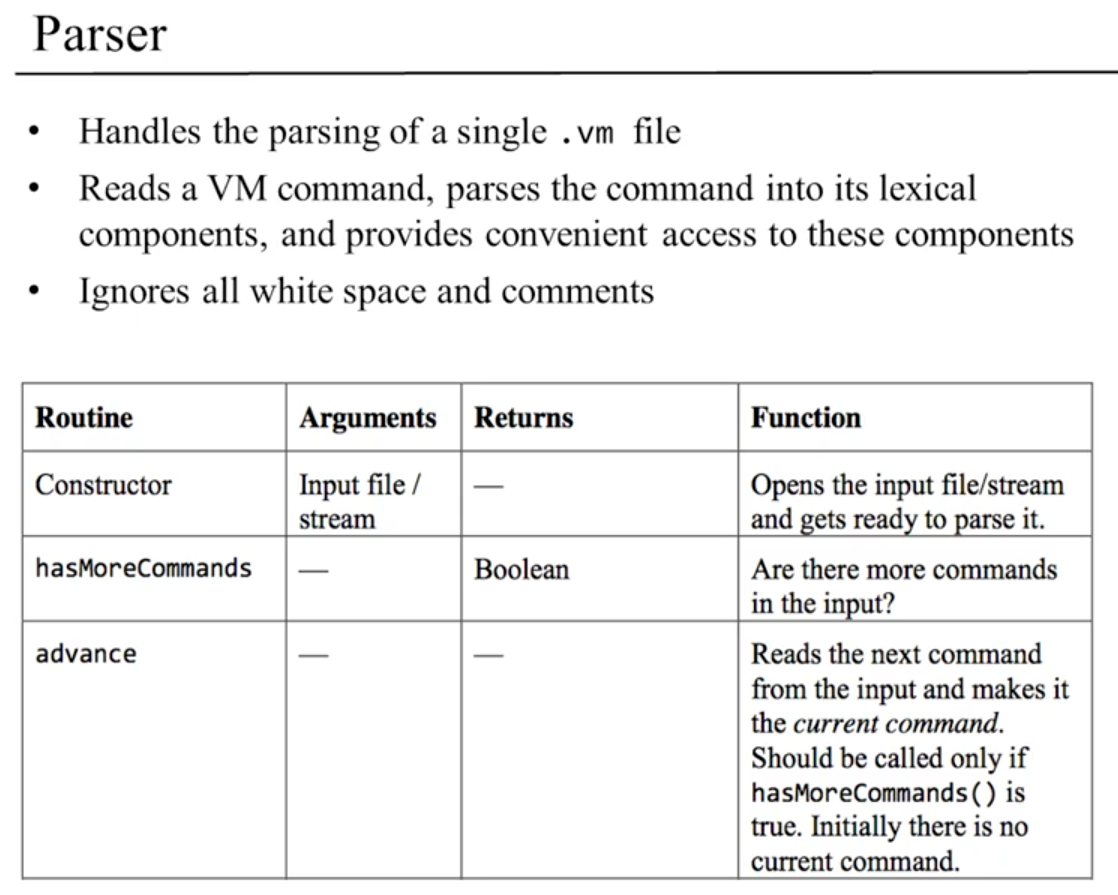 Parser
• Handles the parsing of a single .vm file
• Reads a VM command, parses the command into its lexical
components, and provides convenient access to these components
• Ignores all white space and comments
Routine Arguments Returns Function
Constructor Input file / — Opens the input file/stream
stream and gets ready to parse it.
hasMoreCommands — Boolean Are there more commands
in the input?
advance — — Reads the next command
from the input and makes it
the current command.
Should be called only if
hasMoreCommands() is
true. Initially there is no
current command.